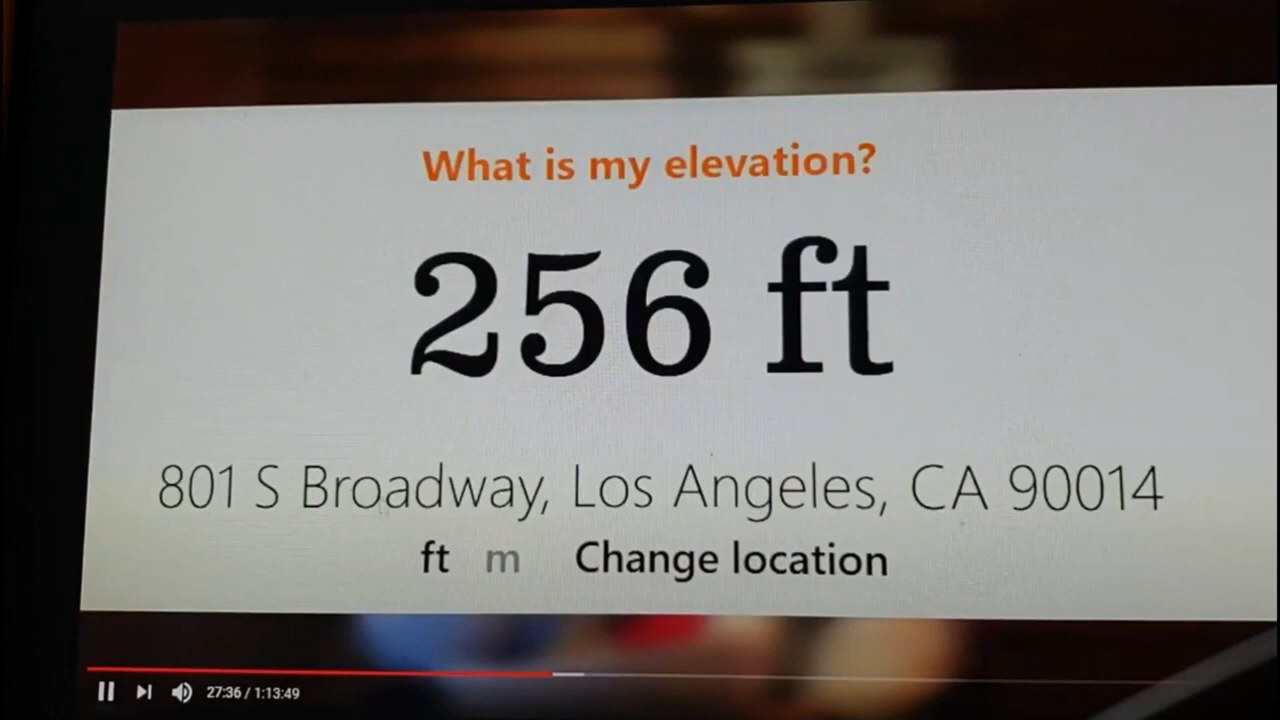 What is my elevation?
256 ft
801 S Broadway, Los Angeles, CA 90014
ft m Change location
27:36 / 1:13:49